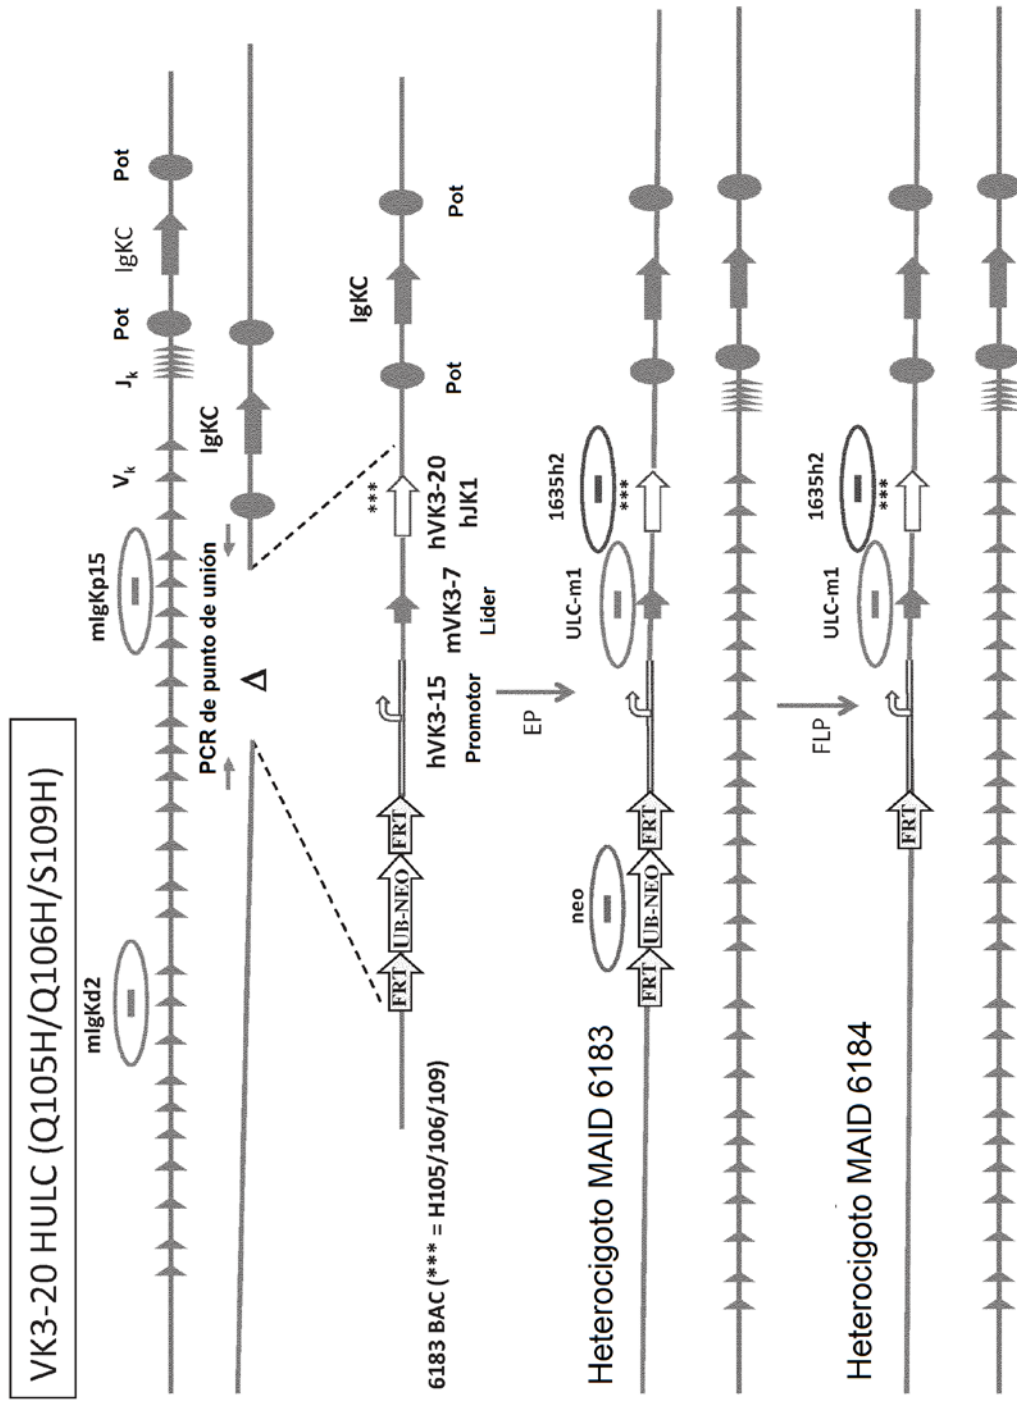 VK3-20 HULC (Q105H/Q106H/S109H)
mIgKd2
mIgKp15
Vk
Jk
Pot
IgKC
Pot
PCR de punto de unión
Δ
IgKC
6183 BAC (*** = H105/106/109)
FRT
UB-NEO
FRT
hVK3-15
Promotor
mVK3-7
Líder
***
hVK3-20
hJK1
Pot
IgKC
Pot
EP
Heterocigoto MAID 6183
neo
ULC-m1
1635h2
***
FRT
UB-NEO
FRT
FLP
Heterocigoto MAID 6184
ULC-m1
1635h2
***
FRT